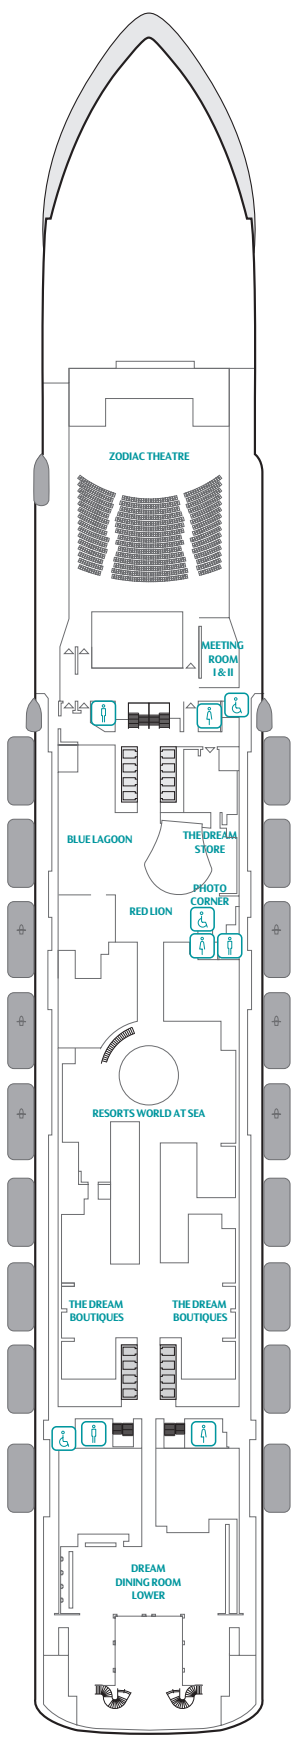 ZODIAC THEATRE
MEETING
ROOM
I & II
BLUE LAGOON
THE DREAM
STORE
PHOTO
CORNER
RED LION
RESORTS WORLD AT SEA
THE DREAM
BOUTIQUES
THE DREAM
BOUTIQUES
DREAM
DINING ROOM
LOWER